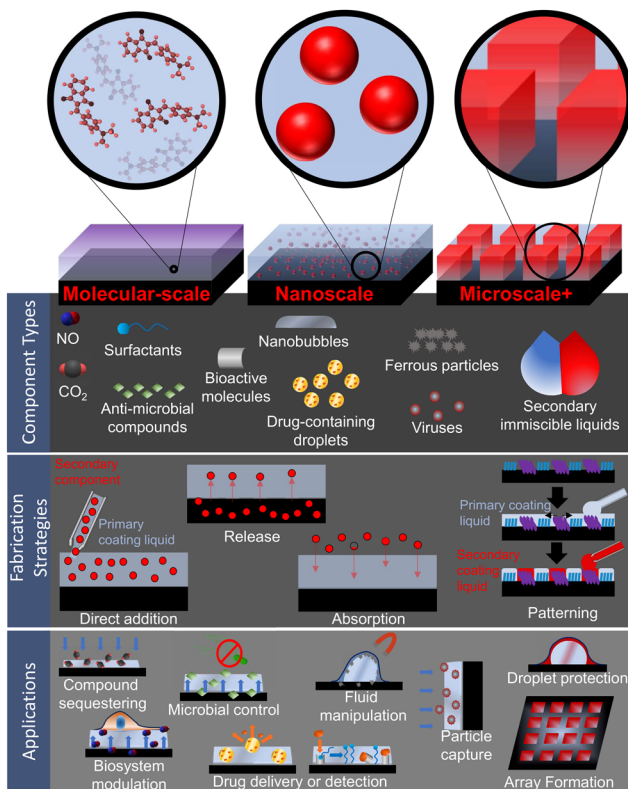 Molecular-scale
Nanoscale
Microscale+
Component Types
NO
CO2
Surfactants
Anti-microbial
compounds
Bioactive
molecules
Nanobubbles
Drug-containing
droplets
Ferrous particles
Viruses
Secondary
immiscible liquids
Fabrication
Strategies
Secondary
component
Primary coating liquid
Direct addition
Release
Absorption
Primary coating
liquid
Secondary
coating
liquid
Patterning
Applications
Compound
sequestering
Biosystem
modulation
Microbial control
Drug delivery or detection
Fluid
manipulation
Particle
capture
Droplet protection
Array Formation